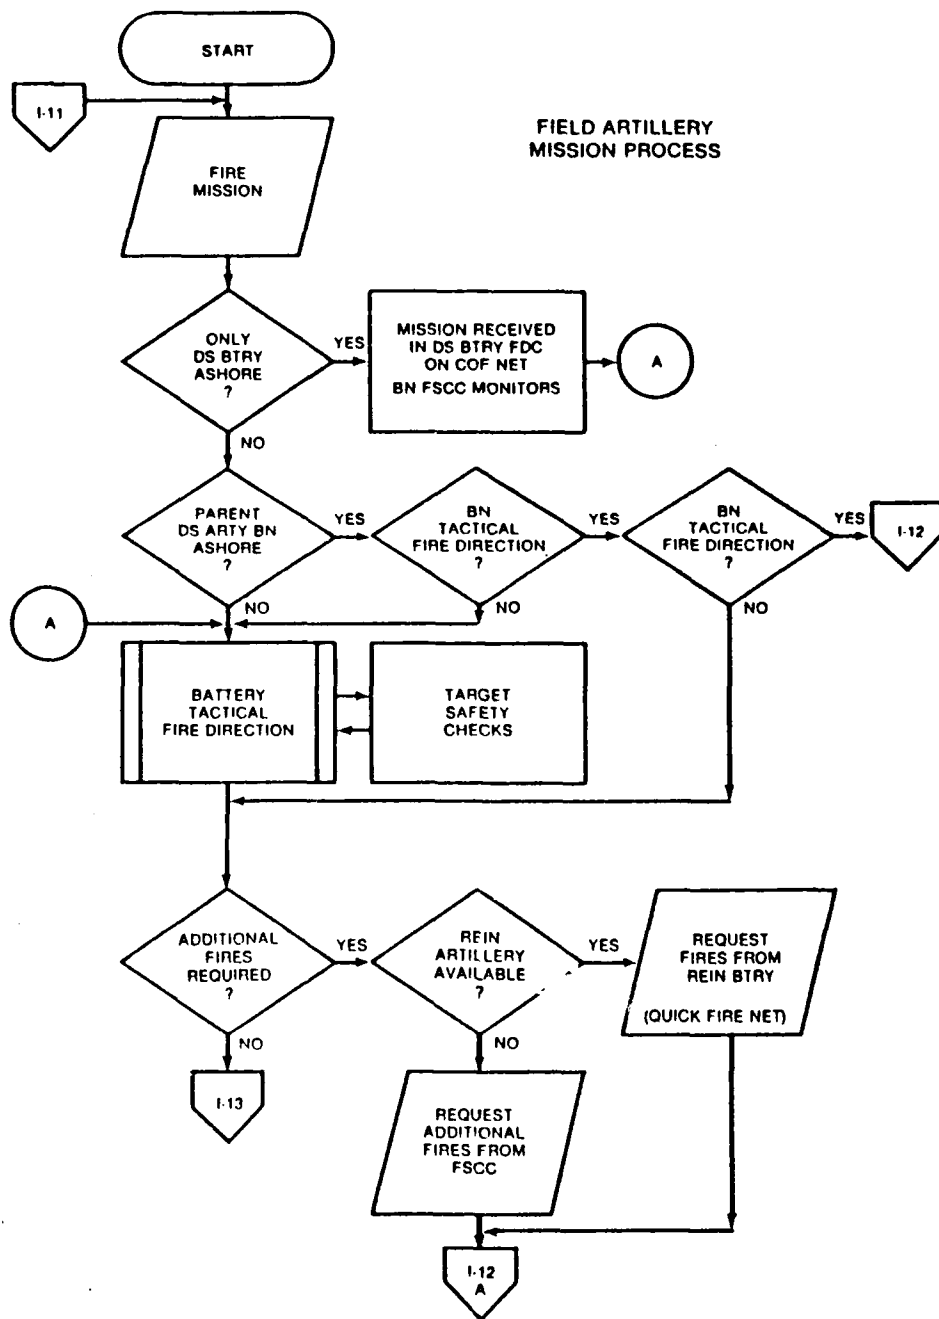 START
I-11
FIELD ARTILLERY
MISSION PROCESS
FIRE
MISSION
ONLY
DS BTRY
ASHORE
?
YES
MISSION RECEIVED
IN DS BTRY FDC
ON COF NET
BN FSCC MONITORS
A
NO
PARENT
DS ARTY BN
ASHORE
?
YES
BN
TACTICAL
FIRE DIRECTION
?
YES
BN
TACTICAL
FIRE DIRECTION
?
YES
I-12
NO
NO
NO
A
BATTERY
TACTICAL
FIRE DIRECTION
TARGET
SAFETY
CHECKS
ADDITIONAL
FIRES
REQUIRED
?
YES
REIN
ARTILLERY
AVAILABLE
?
YES
REQUEST
FIRES FROM
REIN BTRY
(QUICK FIRE NET)
NO
NO
I-13
REQUEST
ADDITIONAL
FIRES FROM
FSCC
I-12
A